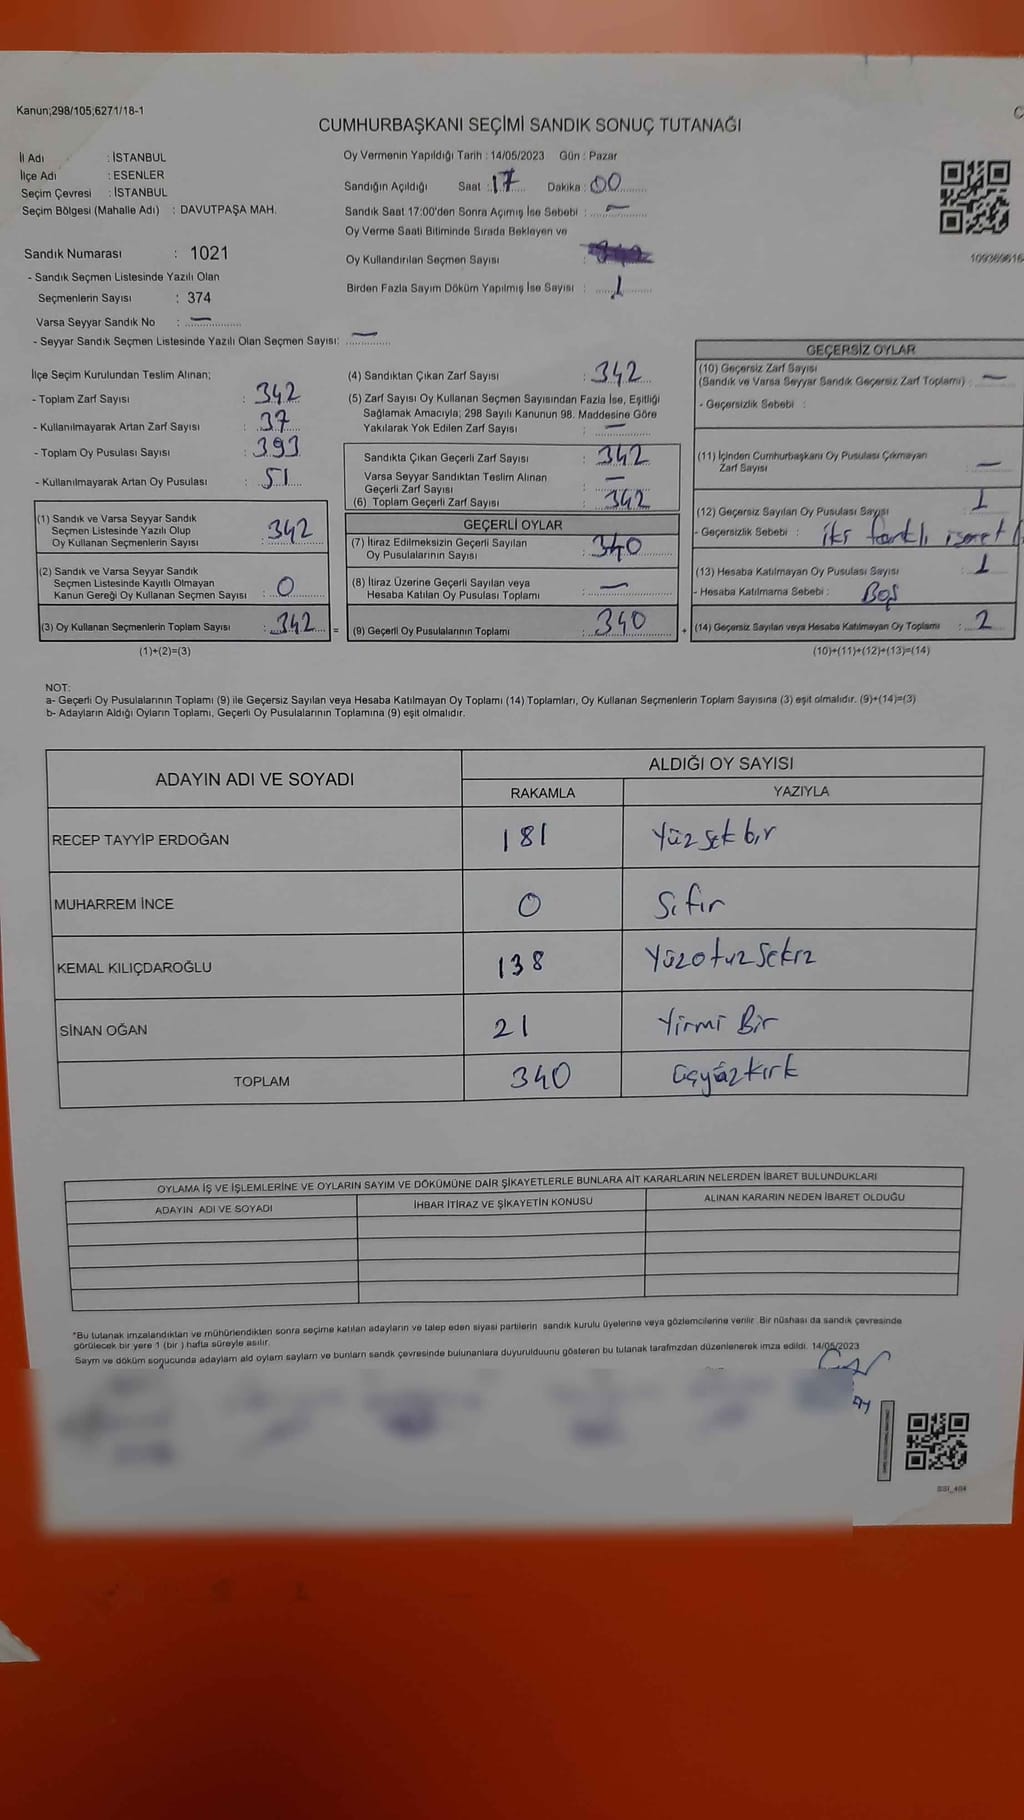 Kanun;298/105;6271/18-1
CUMHURBAŞKANI SEÇİMİ SANDIK SONUÇ TUTANAĞI
İl Adı : İSTANBUL
İlçe Adı : ESENLER
Seçim Çevresi : İSTANBUL
Seçim Bölgesi (Mahalle Adı) : DAVUTPAŞA MAH.
Oy Vermenin Yapıldığı Tarih : 14/05/2023 Gün : Pazar
Sandığın Açıldığı Saat : 17 Dakika : 00
Sandık Saat 17:00'den Sonra Açımış İse Sebebi : —
Oy Verme Saati Bitiminde Sırada Bekleyen ve
Oy Kullandırılan Seçmen Sayısı :
Birden Fazla Sayım Döküm Yapılmış İse Sayısı : 1
109369616
Sandık Numarası : 1021
- Sandık Seçmen Listesinde Yazılı Olan
Seçmenlerin Sayısı : 374
Varsa Seyyar Sandık No : —
- Seyyar Sandık Seçmen Listesinde Yazılı Olan Seçmen Sayısı: —
İlçe Seçim Kurulundan Teslim Alınan;
- Toplam Zarf Sayısı : 342
- Kullanılmayarak Artan Zarf Sayısı : 37
- Toplam Oy Pusulası Sayısı : 393
- Kullanılmayarak Artan Oy Pusulası : 51
(1) Sandık ve Varsa Seyyar Sandık
Seçmen Listesinde Yazılı Olup
Oy Kullanan Seçmenlerin Sayısı 342
(2) Sandık ve Varsa Seyyar Sandık
Seçmen Listesinde Kayıtlı Olmayan
Kanun Gereği Oy Kullanan Seçmen Sayısı : 0
(3) Oy Kullanan Seçmenlerin Toplam Sayısı : 342 =
(1)+(2)=(3)
(4) Sandıktan Çıkan Zarf Sayısı : 342
(5) Zarf Sayısı Oy Kullanan Seçmen Sayısından Fazla İse, Eşitliği
Sağlamak Amacıyla; 298 Sayılı Kanunun 98. Maddesine Göre
Yakılarak Yok Edilen Zarf Sayısı : —
Sandıkta Çıkan Geçerli Zarf Sayısı : 342
Varsa Seyyar Sandıktan Teslim Alınan
Geçerli Zarf Sayısı : —
(6) Toplam Geçerli Zarf Sayısı : 342
GEÇERLİ OYLAR
(7) İtiraz Edilmeksizin Geçerli Sayılan
Oy Pusulalarının Sayısı : 340
(8) İtiraz Üzerine Geçerli Sayılan veya
Hesaba Katılan Oy Pusulası Toplamı : —
(9) Geçerli Oy Pusulalarının Toplamı : 340 +
GEÇERSİZ OYLAR
(10) Geçersiz Zarf Sayısı
(Sandık ve Varsa Seyyar Sandık Geçersiz Zarf Toplamı) : —
- Geçersizlik Sebebi :
(11) İçinden Cumhurbaşkanı Oy Pusulası Çıkmayan
Zarf Sayısı : —
(12) Geçersiz Sayılan Oy Pusulası Sayısı : 1
- Geçersizlik Sebebi : iki farklı işaret
(13) Hesaba Katılmayan Oy Pusulası Sayısı : 1
- Hesaba Katılmama Sebebi : Boş
(14) Geçersiz Sayılan veya Hesaba Katılmayan Oy Toplamı : 2
(10)+(11)+(12)+(13)=(14)
NOT:
a- Geçerli Oy Pusulalarının Toplamı (9) ile Geçersiz Sayılan veya Hesaba Katılmayan Oy Toplamı (14) Toplamları, Oy Kullanan Seçmenlerin Toplam Sayısına (3) eşit olmalıdır. (9)+(14)=(3)
b- Adayların Aldığı Oyların Toplamı, Geçerli Oy Pusulalarının Toplamına (9) eşit olmalıdır.
ADAYIN ADI VE SOYADI
ALDIĞI OY SAYISI
RAKAMLA YAZIYLA
RECEP TAYYİP ERDOĞAN 181 Yüz sek bir
MUHARREM İNCE 0 Sıfır
KEMAL KILIÇDAROĞLU 138 Yüzotuz Sekiz
SİNAN OĞAN 21 Yirmi Bir
TOPLAM 340 Üçyüzkırk
OYLAMA İŞ VE İŞLEMLERİNE VE OYLARIN SAYIM VE DÖKÜMÜNE DAİR ŞİKAYETLERLE BUNLARA AİT KARARLARIN NELERDEN İBARET BULUNDUKLARI
ADAYIN ADI VE SOYADI İHBAR İTİRAZ VE ŞİKAYETİN KONUSU ALINAN KARARIN NEDEN İBARET OLDUĞU
*Bu tutanak imzalandıktan ve mühürlendikten sonra seçime katılan adayların ve talep eden siyasi partilerin sandık kurulu üyelerine veya gözlemcilerine verilir. Bir nüshası da sandık çevresinde
görülecek bir yere 1 (bir ) hafta süreyle asılır.
Sayım ve döküm sonucunda adaylarn ald oylarn saylarn ve bunlarn sandk çevresinde bulunanlara duyurulduunu gösteren bu tutanak tarafmzdan düzenlenerek imza edildi. 14/05/2023